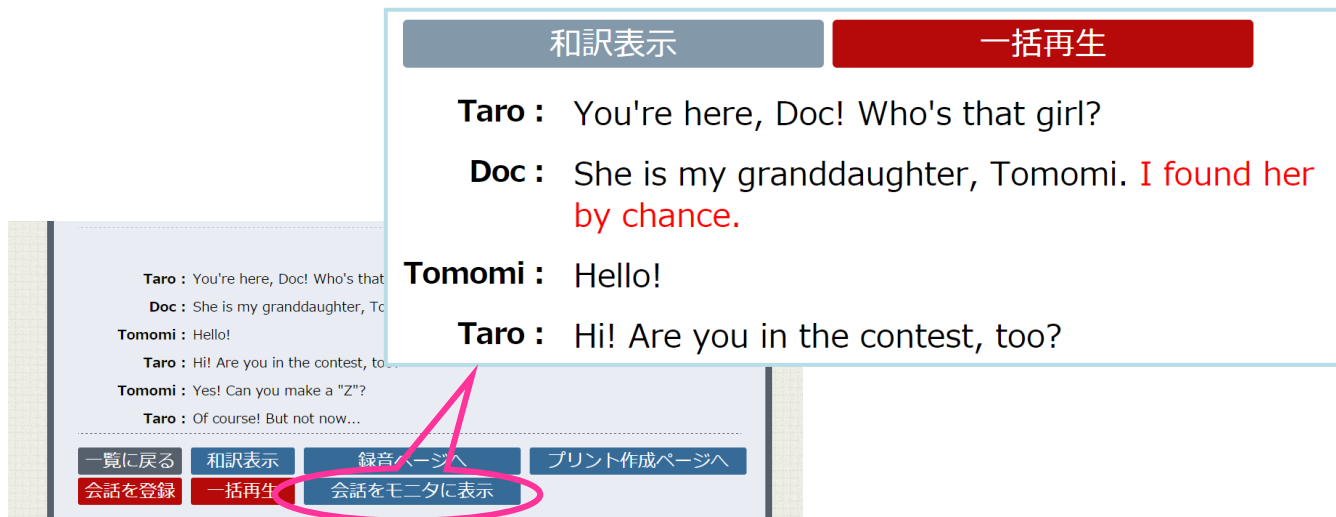 和訳表示 一括再生
Taro : You're here, Doc! Who's that girl?
Doc : She is my granddaughter, Tomomi. I found her
by chance.
Tomomi : Hello!
Taro : Hi! Are you in the contest, too?
Taro : You're here, Doc! Who's that
Doc : She is my granddaughter,
Tomomi : Hello!
Taro : Hi! Are you in the contest,
Tomomi : Yes! Can you make a "Z"?
Taro : Of course! But not now...
一覧に戻る 和訳表示 録音ページへ プリント作成ページへ
会話を登録 一括再生 会話をモニタに表示